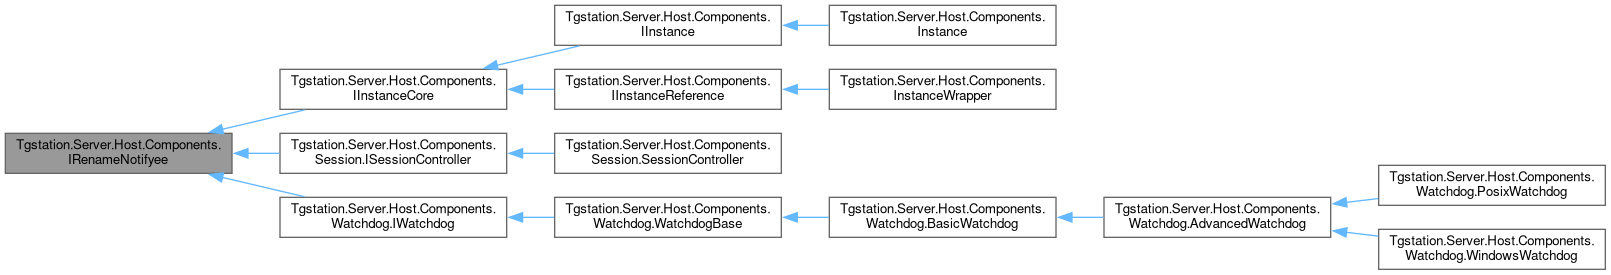 Tgstation.Server.Host.Components.
IRenameNotifyee
Tgstation.Server.Host.Components.
IInstanceCore
Tgstation.Server.Host.Components.
IInstance
Tgstation.Server.Host.Components.
Instance
Tgstation.Server.Host.Components.
IInstanceReference
Tgstation.Server.Host.Components.
InstanceWrapper
Tgstation.Server.Host.Components.
Session.ISessionController
Tgstation.Server.Host.Components.
Session.SessionController
Tgstation.Server.Host.Components.
Watchdog.IWatchdog
Tgstation.Server.Host.Components.
Watchdog.WatchdogBase
Tgstation.Server.Host.Components.
Watchdog.BasicWatchdog
Tgstation.Server.Host.Components.
Watchdog.AdvancedWatchdog
Tgstation.Server.Host.Components.
Watchdog.PosixWatchdog
Tgstation.Server.Host.Components.
Watchdog.WindowsWatchdog